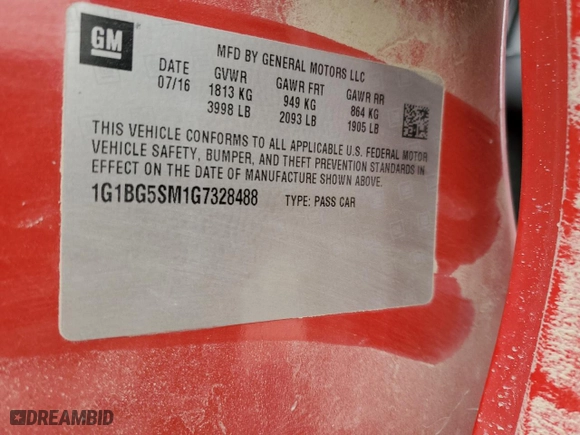 GM
MFD BY GENERAL MOTORS LLC
DATE GVWR GAWR FRT GAWR RR
07/16 1813 KG 949 KG 864 KG
3998 LB 2093 LB 1905 LB
THIS VEHICLE CONFORMS TO ALL APPLICABLE U.S. FEDERAL MOTOR
VEHICLE SAFETY, BUMPER, AND THEFT PREVENTION STANDARDS IN
EFFECT ON THE DATE OF MANUFACTURE SHOWN ABOVE.
1G1BG5SM1G7328488 TYPE: PASS CAR
DREAMBID